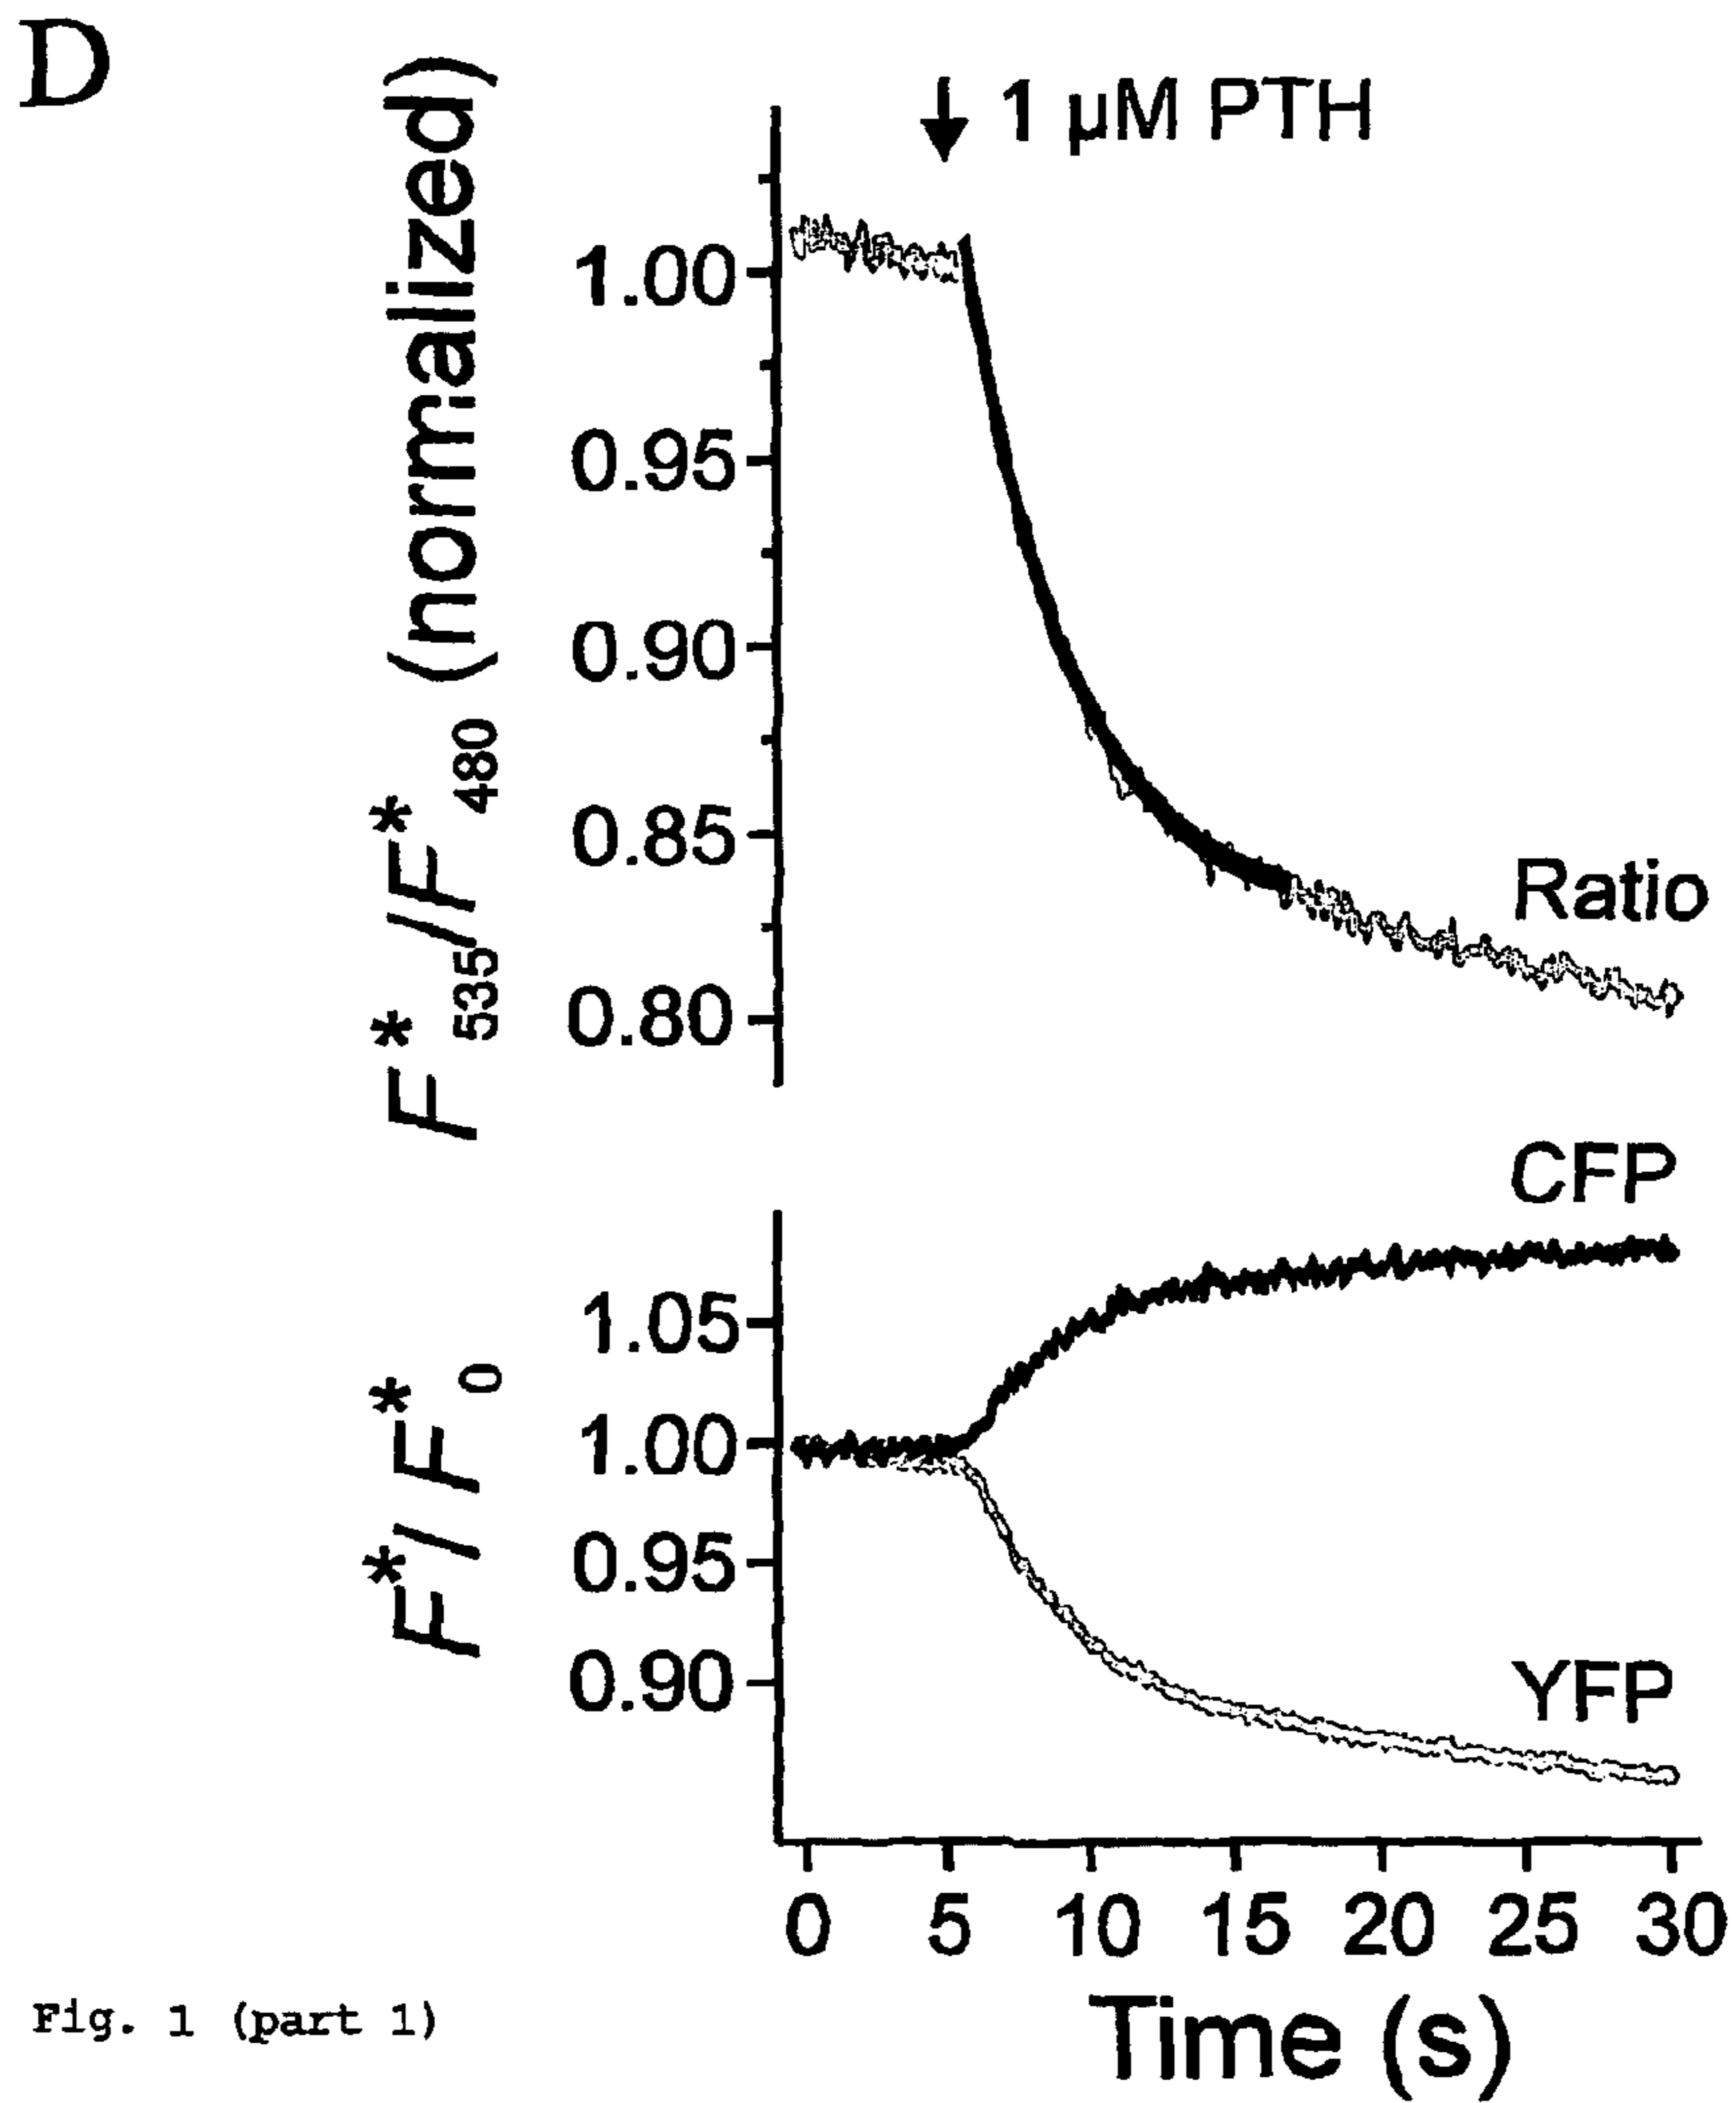 D
1 µM PTH
F*535/F*480 (normalized)
1.00
0.95
0.90
0.85
0.80
Ratio
CFP
F*/F*0
1.05
1.00
0.95
0.90
YFP
0 5 10 15 20 25 30
Time (s)
Fig. 1 (part 1)